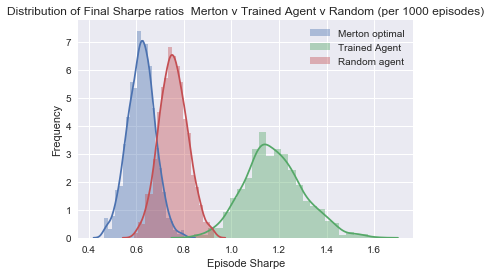 Distribution of Final Sharpe ratios  Merton v Trained Agent v Random (per 1000 episodes)
Merton optimal
Trained Agent
Random agent
Frequency
7
6
5
4
3
2
1
0
0.4 0.6 0.8 1.0 1.2 1.4 1.6
Episode Sharpe